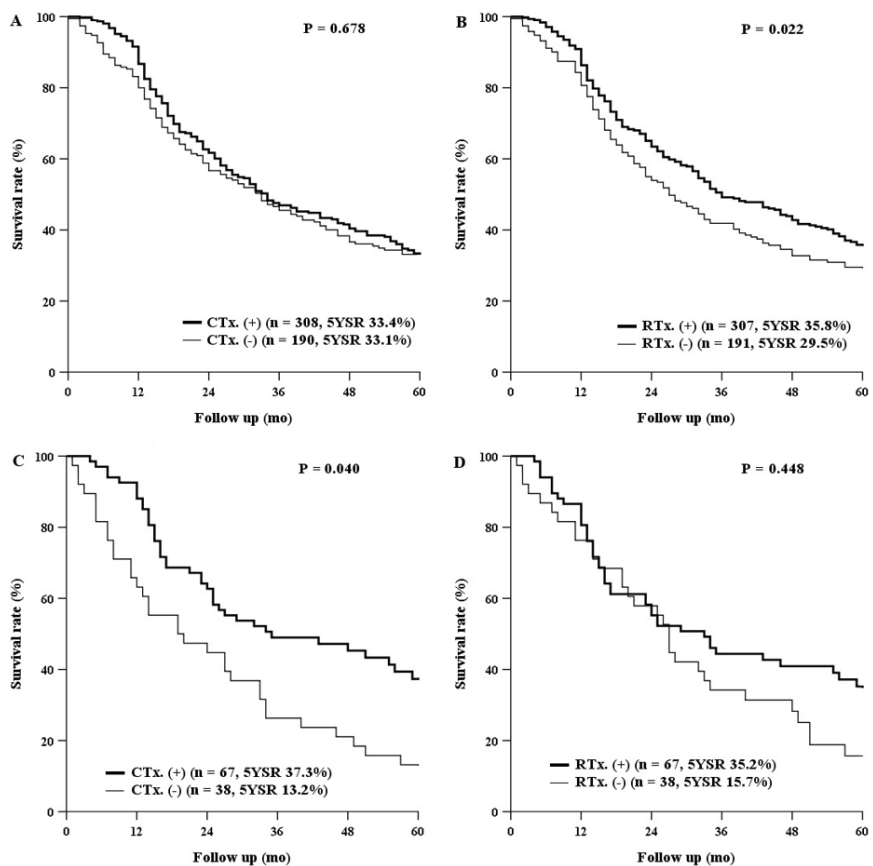 A
P = 0.678
100
80
60
40
20
0
Survival rate (%)
CTx. (+) (n = 308, 5YSR 33.4%)
CTx. (-) (n = 190, 5YSR 33.1%)
0 12 24 36 48 60
Follow up (mo)
B
P = 0.022
100
80
60
40
20
0
Survival rate (%)
RTx. (+) (n = 307, 5YSR 35.8%)
RTx. (-) (n = 191, 5YSR 29.5%)
0 12 24 36 48 60
Follow up (mo)
C
P = 0.040
100
80
60
40
20
0
Survival rate (%)
CTx. (+) (n = 67, 5YSR 37.3%)
CTx. (-) (n = 38, 5YSR 13.2%)
0 12 24 36 48 60
Follow up (mo)
D
P = 0.448
100
80
60
40
20
0
Survival rate (%)
RTx. (+) (n = 67, 5YSR 35.2%)
RTx. (-) (n = 38, 5YSR 15.7%)
0 12 24 36 48 60
Follow up (mo)